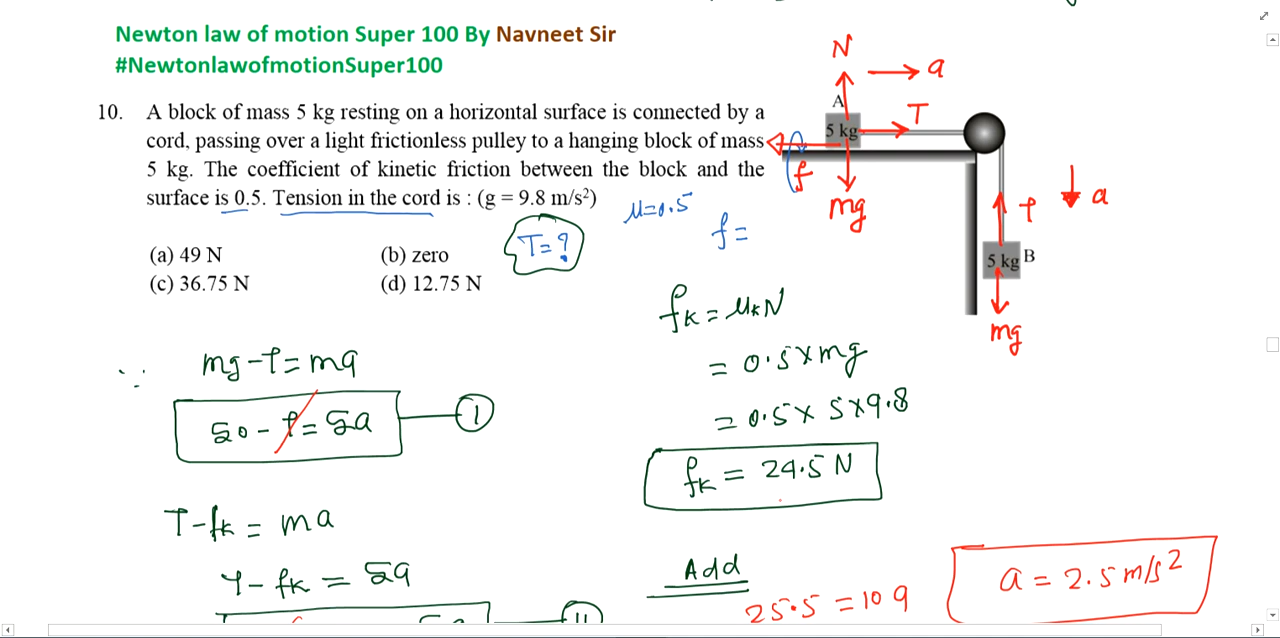 Newton law of motion Super 100 By Navneet Sir
#NewtonlawofmotionSuper100
10. A block of mass 5 kg resting on a horizontal surface is connected by a
cord, passing over a light frictionless pulley to a hanging block of mass
5 kg. The coefficient of kinetic friction between the block and the
surface is 0.5. Tension in the cord is : (g = 9.8 m/s²)
(a) 49 N (b) zero
(c) 36.75 N (d) 12.75 N
μ=0.5
f=
T=?
N
a
A
T
5 kg
f
mg
T
a
5 kg B
mg
∵ mg-T=ma
50-T=5a ①
T-fk = ma
T-fk = 5a
fk = μkN
= 0.5×mg
= 0.5×5×9.8
fk = 24.5 N
Add
25.5 = 10a
a = 2.5 m/s²